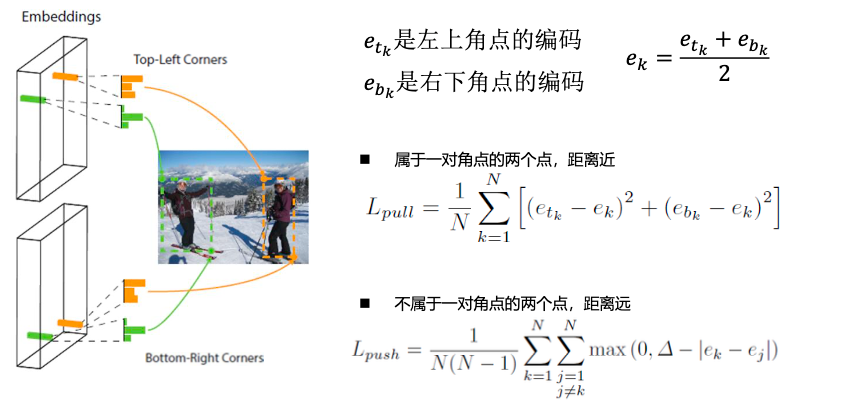 Embeddings
Top-Left Corners
Bottom-Right Corners
e_{t_k}是左上角点的编码
e_{b_k}是右下角点的编码
e_k = \frac{e_{t_k} + e_{b_k}}{2}
■ 属于一对角点的两个点，距离近
L_{pull} = \frac{1}{N} \sum_{k=1}^{N} \left[ (e_{t_k} - e_k)^2 + (e_{b_k} - e_k)^2 \right]
■ 不属于一对角点的两个点，距离远
L_{push} = \frac{1}{N(N-1)} \sum_{k=1}^{N} \sum_{\substack{j=1 \\ j \neq k}}^{N} \max(0, \Delta - |e_k - e_j|)